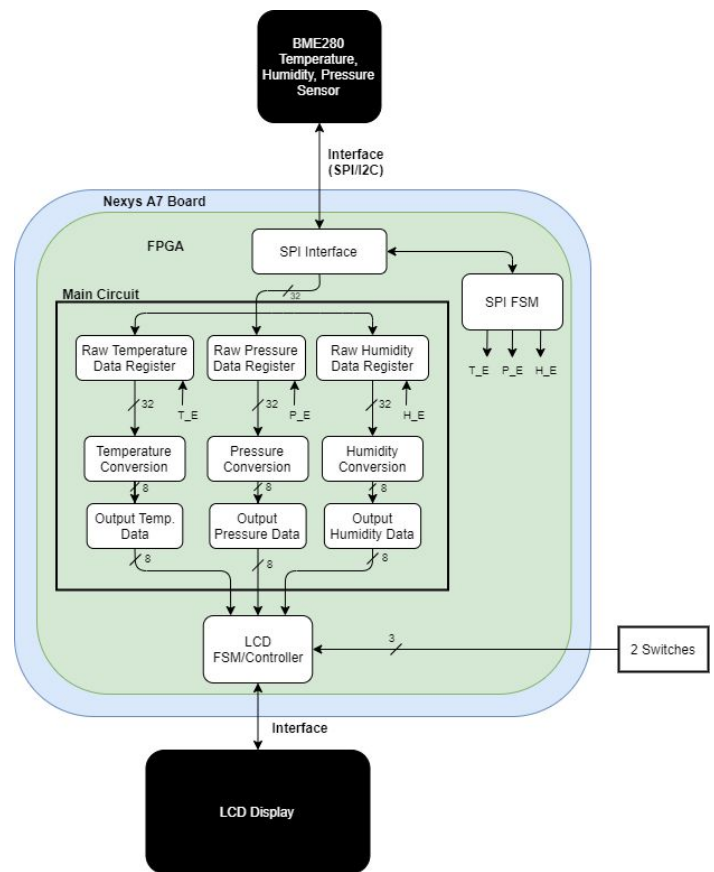 BME280
Temperature,
Humidity, Pressure
Sensor
Interface
(SPI/I2C)
Nexys A7 Board
FPGA
SPI Interface
SPI FSM
32
Main Circuit
T_E P_E H_E
Raw Temperature
Data Register
Raw Pressure
Data Register
Raw Humidity
Data Register
32
T_E
32
P_E
32
H_E
Temperature
Conversion
Pressure
Conversion
Humidity
Conversion
8
8
8
Output Temp.
Data
Output
Pressure Data
Output
Humidity Data
8
8
8
LCD
FSM/Controller
3
2 Switches
Interface
LCD Display